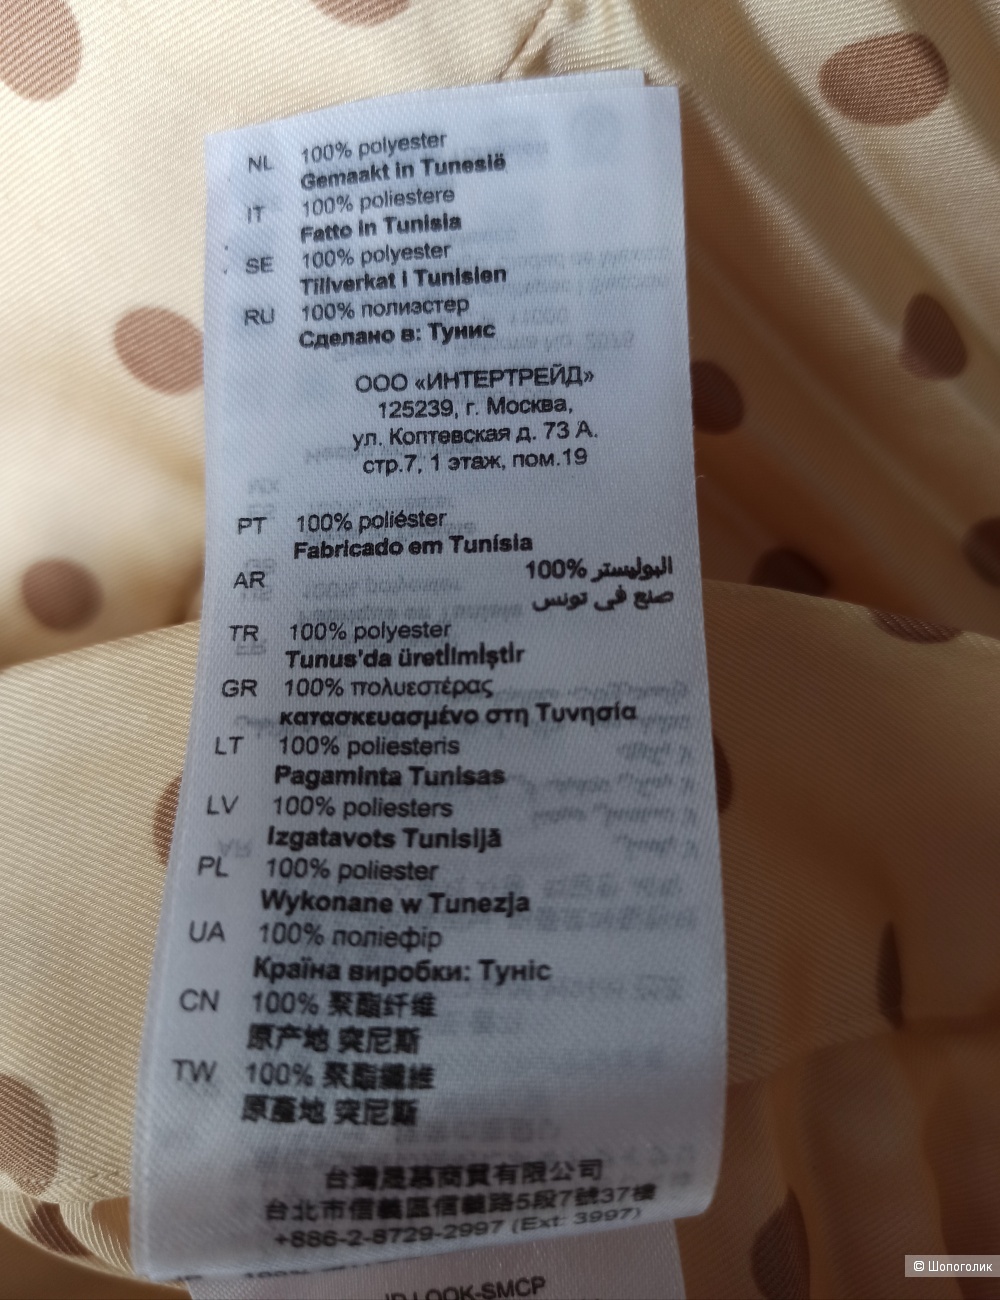 NL 100% polyester
Gemaakt in Tunesië
IT 100% poliestere
Fatto in Tunisia
SE 100% polyester
Tillverkat i Tunisien
RU 100% полиэстер
Сделано в: Тунис
ООО «ИНТЕРТРЕЙД»
125239, г. Москва,
ул. Коптевская д. 73 А.
стр.7, 1 этаж, пом.19
PT 100% poliéster
Fabricado em Tunísia
AR البوليستر %100
صنع في تونس
TR 100% polyester
Tunus'da üretilmiştir
GR 100% πολυεστέρας
κατασκευασμένο στη Τυνησία
LT 100% poliesteris
Pagaminta Tunisas
LV 100% poliesters
Izgatavots Tunisijā
PL 100% poliester
Wykonane w Tunezja
UA 100% поліефір
Країна виробки: Туніс
CN 100% 聚酯纤维
原产地 突尼斯
TW 100% 聚酯纖維
原產地 突尼斯
台灣晟慕商貿有限公司
台北市信義區信義路5段7號37樓
+886-2-8729-2997 (Ext: 3997)
LOOK-SMCP
© Шопоголик